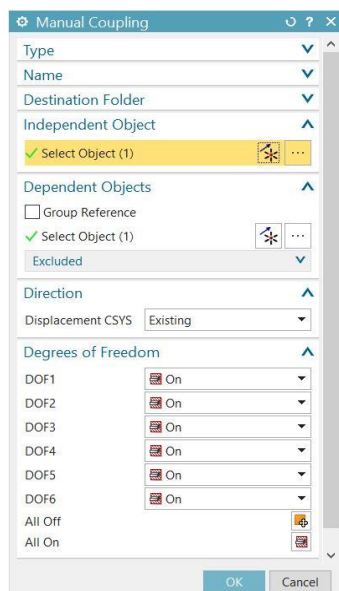 Manual Coupling
Type
Name
Destination Folder
Independent Object
Select Object (1)
Dependent Objects
Group Reference
Select Object (1)
Excluded
Direction
Displacement CSYS Existing
Degrees of Freedom
DOF1 On
DOF2 On
DOF3 On
DOF4 On
DOF5 On
DOF6 On
All Off
All On
OK Cancel